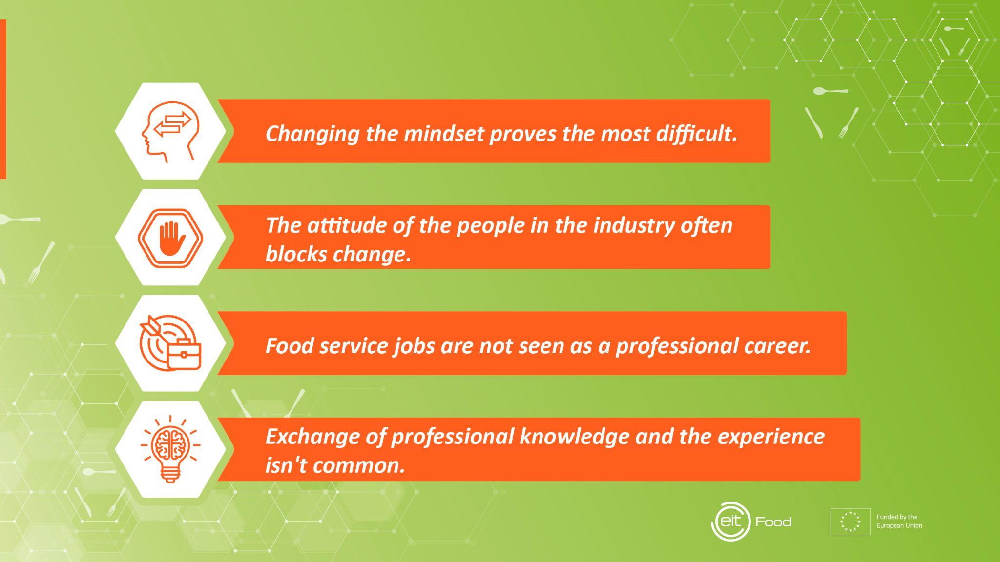 Changing the mindset proves the most difficult.
The attitude of the people in the industry often
blocks change.
Food service jobs are not seen as a professional career.
Exchange of professional knowledge and the experience
isn't common.
eit Food
Funded by the
European Union